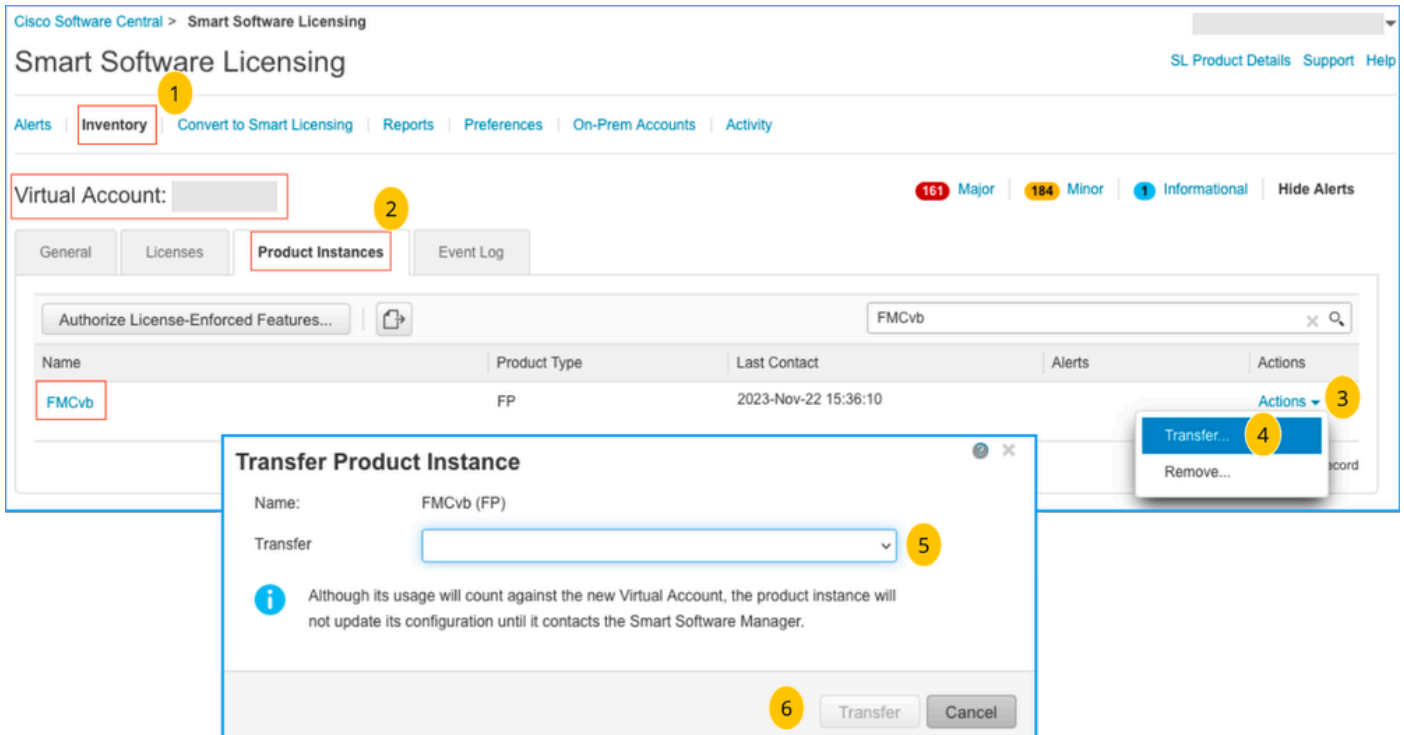 Cisco Software Central > Smart Software Licensing
Smart Software Licensing
SL Product Details Support Help
1
Alerts Inventory Convert to Smart Licensing Reports Preferences On-Prem Accounts Activity
Virtual Account:
161 Major 184 Minor 1 Informational Hide Alerts
2
General Licenses Product Instances Event Log
Authorize License-Enforced Features...
FMCvb
Name Product Type Last Contact Alerts Actions
FMCvb FP 2023-Nov-22 15:36:10 Actions 3
Transfer... 4
Remove...
Transfer Product Instance
Name: FMCvb (FP)
Transfer 5
Although its usage will count against the new Virtual Account, the product instance will
not update its configuration until it contacts the Smart Software Manager.
6 Transfer Cancel